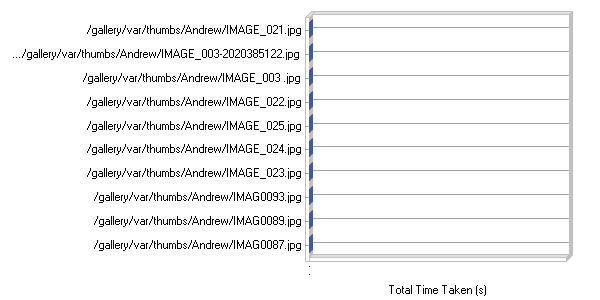 /gallery/var/thumbs/Andrew/IMAGE_021.jpg
.../gallery/var/thumbs/Andrew/IMAGE_003-2020385122.jpg
/gallery/var/thumbs/Andrew/IMAGE_003 .jpg
/gallery/var/thumbs/Andrew/IMAGE_022.jpg
/gallery/var/thumbs/Andrew/IMAGE_025.jpg
/gallery/var/thumbs/Andrew/IMAGE_024.jpg
/gallery/var/thumbs/Andrew/IMAGE_023.jpg
/gallery/var/thumbs/Andrew/IMAG0093.jpg
/gallery/var/thumbs/Andrew/IMAG0089.jpg
/gallery/var/thumbs/Andrew/IMAG0087.jpg
Total Time Taken (s)